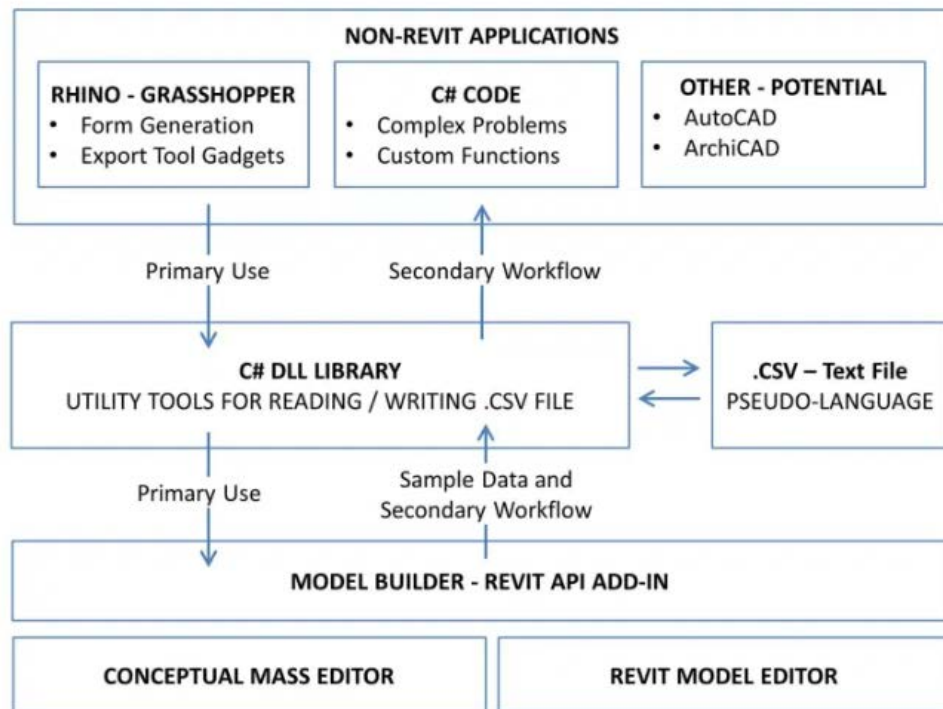 NON-REVIT APPLICATIONS
RHINO - GRASSHOPPER
• Form Generation
• Export Tool Gadgets
C# CODE
• Complex Problems
• Custom Functions
OTHER - POTENTIAL
• AutoCAD
• ArchiCAD
Primary Use
Secondary Workflow
C# DLL LIBRARY
UTILITY TOOLS FOR READING / WRITING .CSV FILE
.CSV – Text File
PSEUDO-LANGUAGE
Primary Use
Sample Data and
Secondary Workflow
MODEL BUILDER - REVIT API ADD-IN
CONCEPTUAL MASS EDITOR
REVIT MODEL EDITOR